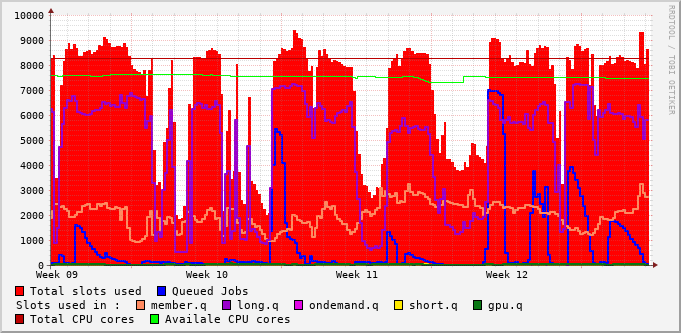 10000
9000
8000
7000
6000
5000
4000
3000
2000
1000
0
Week 09 Week 10 Week 11 Week 12
RRDTOOL / TOBI OETIKER
Total slots used Queued Jobs
Slots used in : member.q long.q ondemand.q short.q gpu.q
Total CPU cores Availale CPU cores